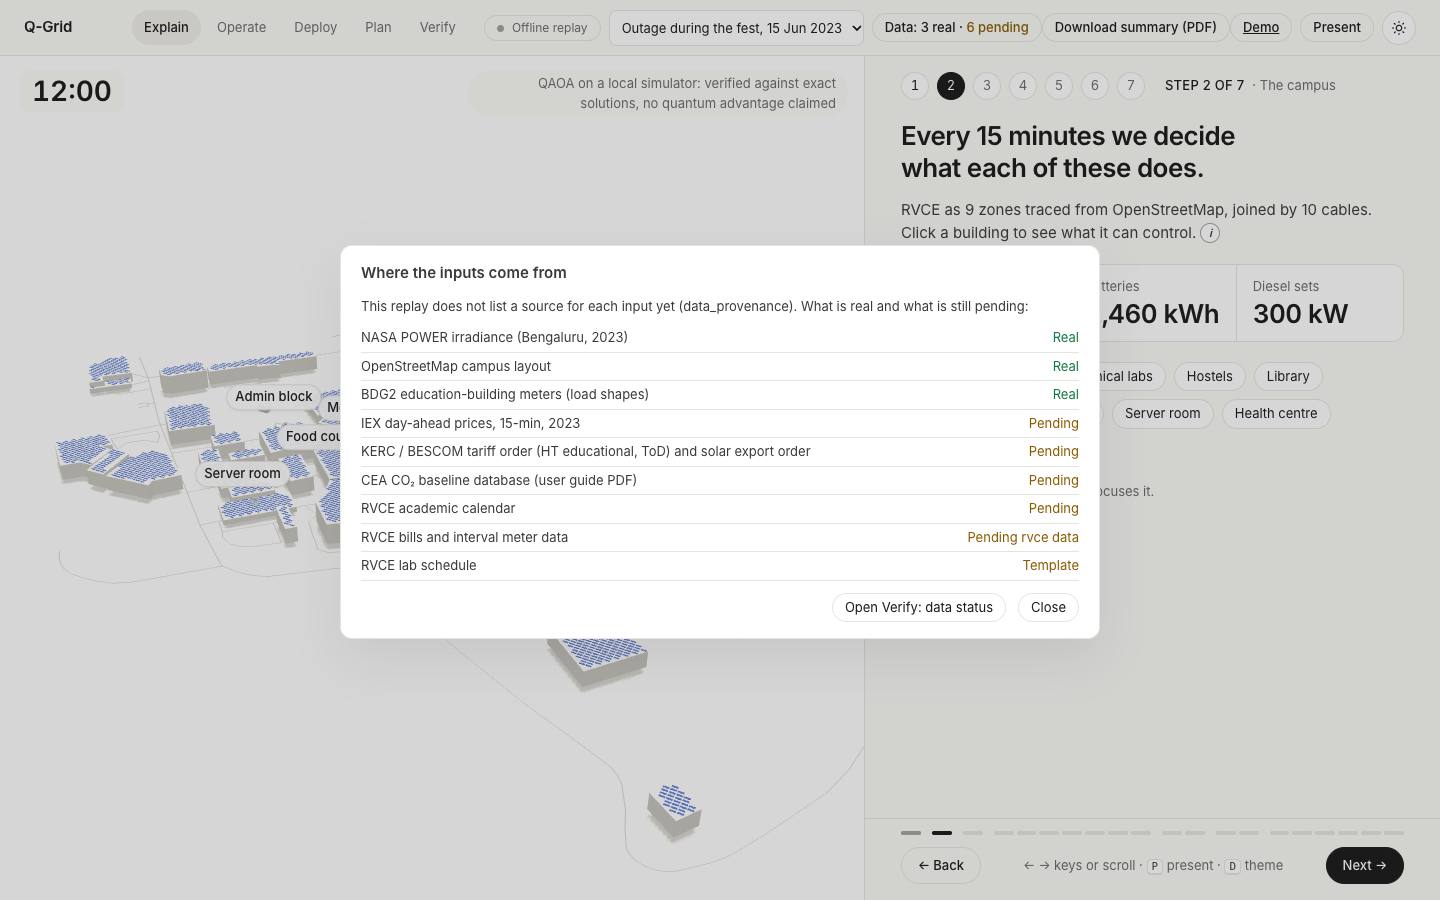 Q-Grid
Explain
Operate
Deploy
Plan
Verify
Offline replay
Outage during the fest, 15 Jun 2023
Data: 3 real · 6 pending
Download summary (PDF)
Demo
Present
12:00
QAOA on a local simulator: verified against exact
solutions, no quantum advantage claimed
1 2 3 4 5 6 7 STEP 2 OF 7 · The campus
Every 15 minutes we decide
what each of these does.
RVCE as 9 zones traced from OpenStreetMap, joined by 10 cables.
Click a building to see what it can control. i
Diesel sets
,460 kWh
300 kW
labs
Hostels
Library
Server room
Health centre
it.
Admin block
Food
Server room
Where the inputs come from
This replay does not list a source for each input yet (data_provenance). What is real and what is still pending:
NASA POWER irradiance (Bengaluru, 2023) Real
OpenStreetMap campus layout Real
BDG2 education-building meters (load shapes) Real
IEX day-ahead prices, 15-min, 2023 Pending
KERC / BESCOM tariff order (HT educational, ToD) and solar export order Pending
CEA CO₂ baseline database (user guide PDF) Pending
RVCE academic calendar Pending
RVCE bills and interval meter data Pending rvce data
RVCE lab schedule Template
Open Verify: data status
Close
← Back
← → keys or scroll · P present · D theme
Next →